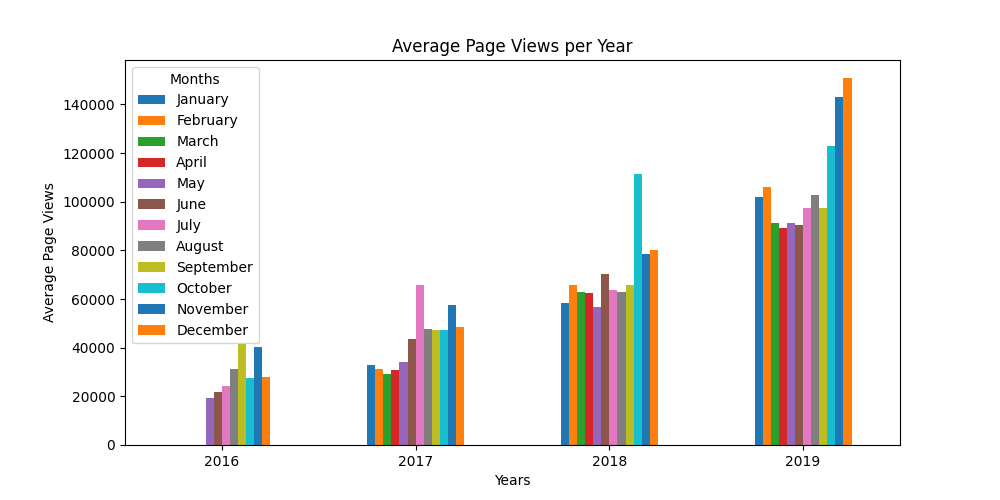 Average Page Views per Year
Months
January
February
March
April
May
June
July
August
September
October
November
December
Average Page Views
140000
120000
100000
80000
60000
40000
20000
0
2016
2017
2018
2019
Years